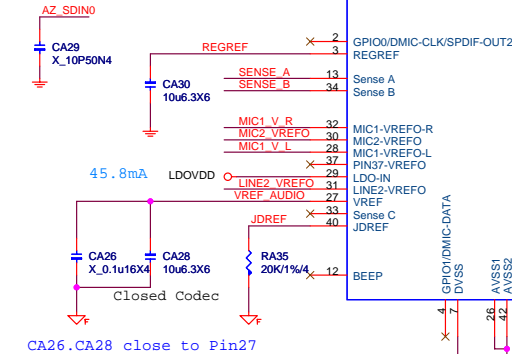 AZ_SDIN0
CA29
X_10P50N4
REGREF
CA30
10u6.3X6
SENSE_A
SENSE_B
MIC1_V_R
MIC2_VREFO
MIC1_V_L
45.8mA
LDOVDD
LINE2_VREFO
VREF_AUDIO
JDREF
CA26
X_0.1u16X4
CA28
10u6.3X6
RA35
20K/1%/4
Closed Codec
F
F
CA26.CA28 close to Pin27
2 GPIO0/DMIC-CLK/SPDIF-OUT2
3 REGREF
13 Sense A
34 Sense B
32 MIC1-VREFO-R
30 MIC2-VREFO
28 MIC1-VREFO-L
37 PIN37-VREFO
29 LDO-IN
31 LINE2-VREFO
27 VREF
33 Sense C
40 JDREF
12 BEEP
GPIO1/DMIC-DATA 4
DVSS 7
AVSS1 26
AVSS2 42